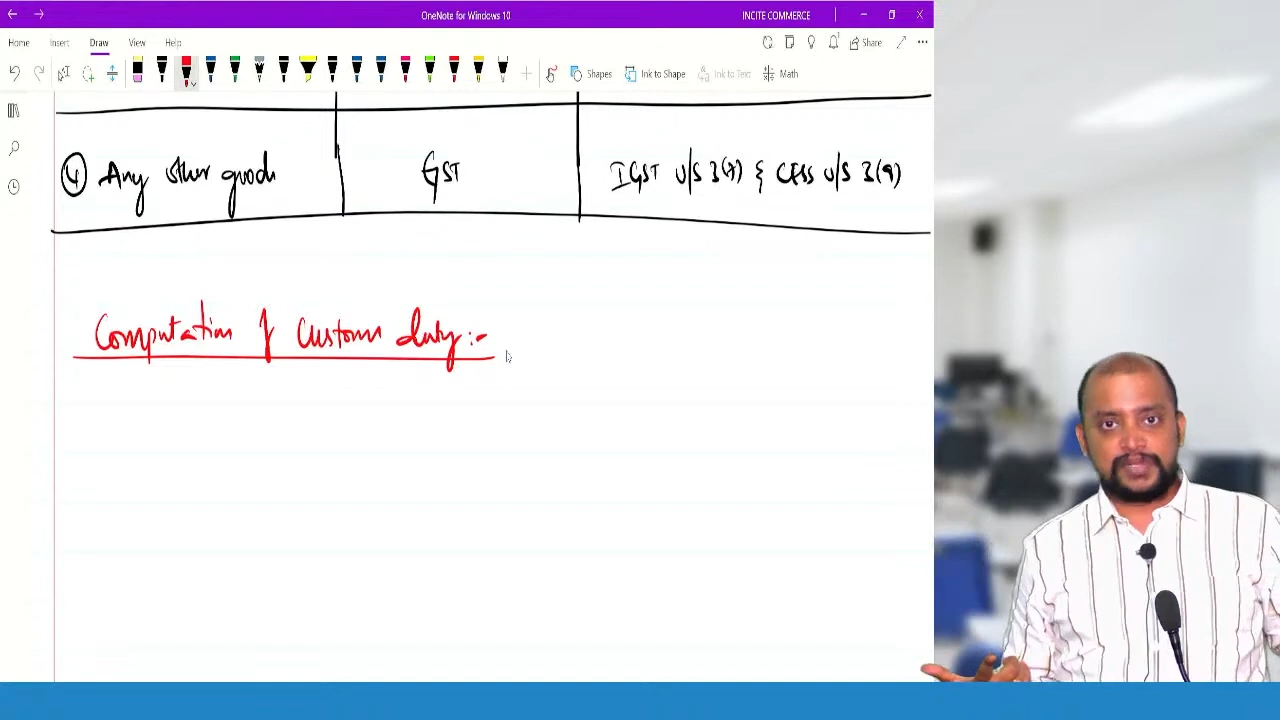 OneNote for Windows 10
INCITE COMMERCE
Home Insert Draw View Help
Share
Shapes Ink to Shape Ink to Text Math
4 Any other goods GST IGST u/s 3(7) & CESS u/s 3(9)
Computation of Customs duty:-